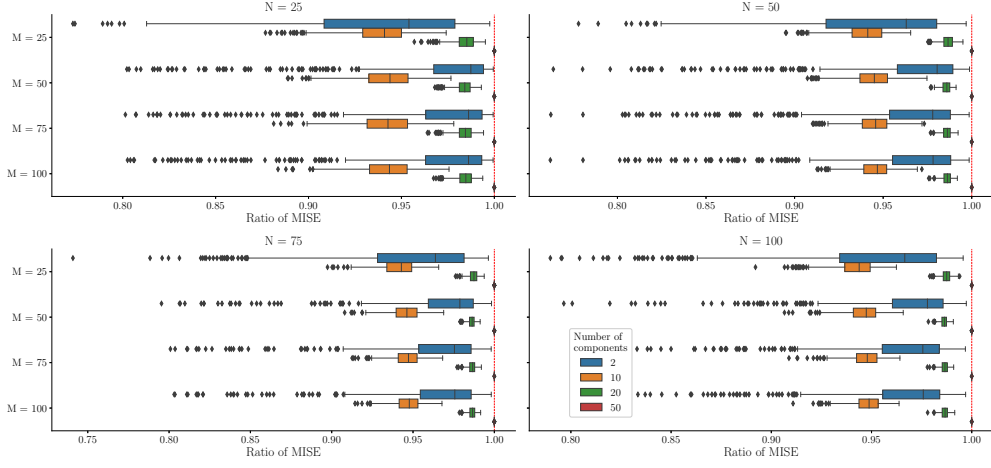 N = 25
N = 50
M = 25
M = 50
M = 75
M = 100
0.80 0.85 0.90 0.95 1.00
Ratio of MISE
0.80 0.85 0.90 0.95 1.00
Ratio of MISE
N = 75
N = 100
M = 25
M = 50
M = 75
M = 100
Number of
components
2
10
20
50
0.75 0.80 0.85 0.90 0.95 1.00
Ratio of MISE
0.80 0.85 0.90 0.95 1.00
Ratio of MISE